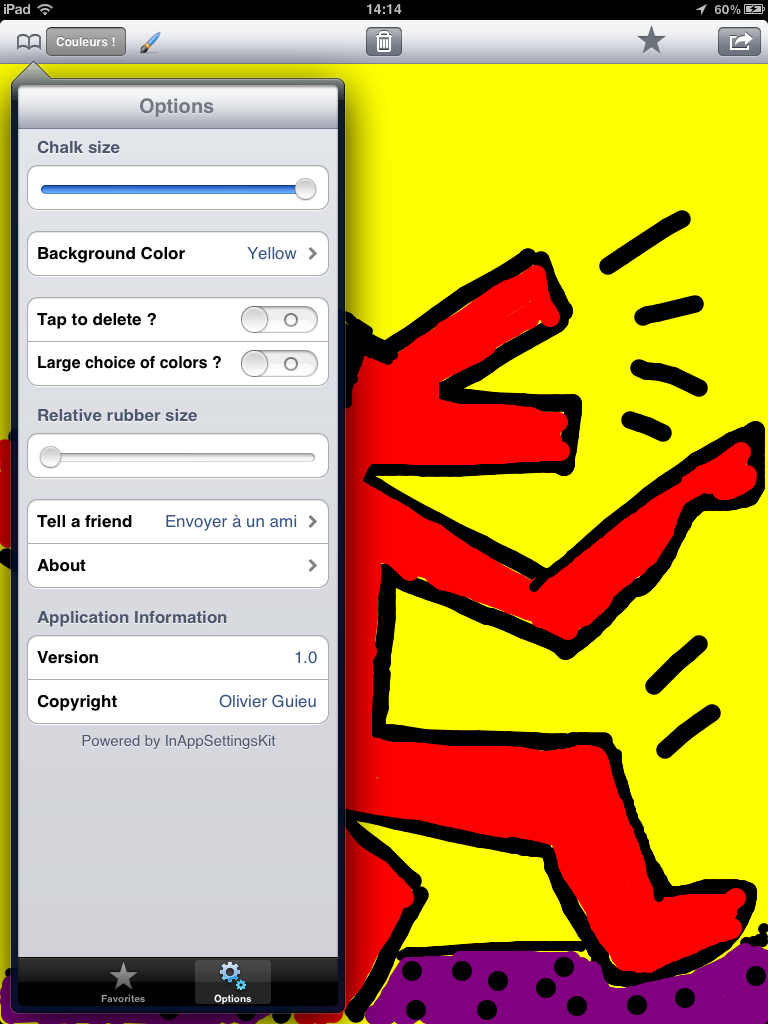 iPad 14:14 60%
Couleurs !
Options
Chalk size
Background Color Yellow
Tap to delete ?
Large choice of colors ?
Relative rubber size
Tell a friend Envoyer à un ami
About
Application Information
Version 1.0
Copyright Olivier Guieu
Powered by InAppSettingsKit
Favorites Options